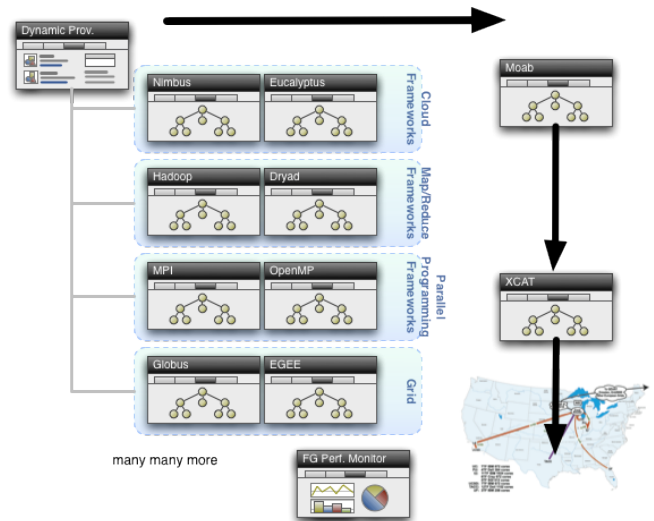 Dynamic Prov.
Nimbus
Eucalyptus
Cloud
Frameworks
Moab
Hadoop
Dryad
Map/Reduce
Frameworks
MPI
OpenMP
Parallel
Programming
Frameworks
XCAT
Globus
EGEE
Grid
many many more
FG Perf. Monitor